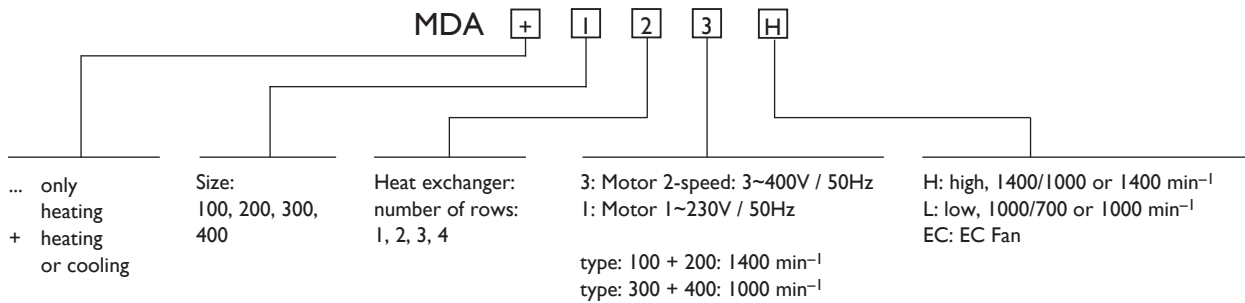 MDA + 1 2 3 H
... only
heating
+ heating
or cooling
Size:
100, 200, 300,
400
Heat exchanger:
number of rows:
1, 2, 3, 4
3: Motor 2-speed: 3~400V / 50Hz
1: Motor 1~230V / 50Hz
type: 100 + 200: 1400 min⁻¹
type: 300 + 400: 1000 min⁻¹
H: high, 1400/1000 or 1400 min⁻¹
L: low, 1000/700 or 1000 min⁻¹
EC: EC Fan